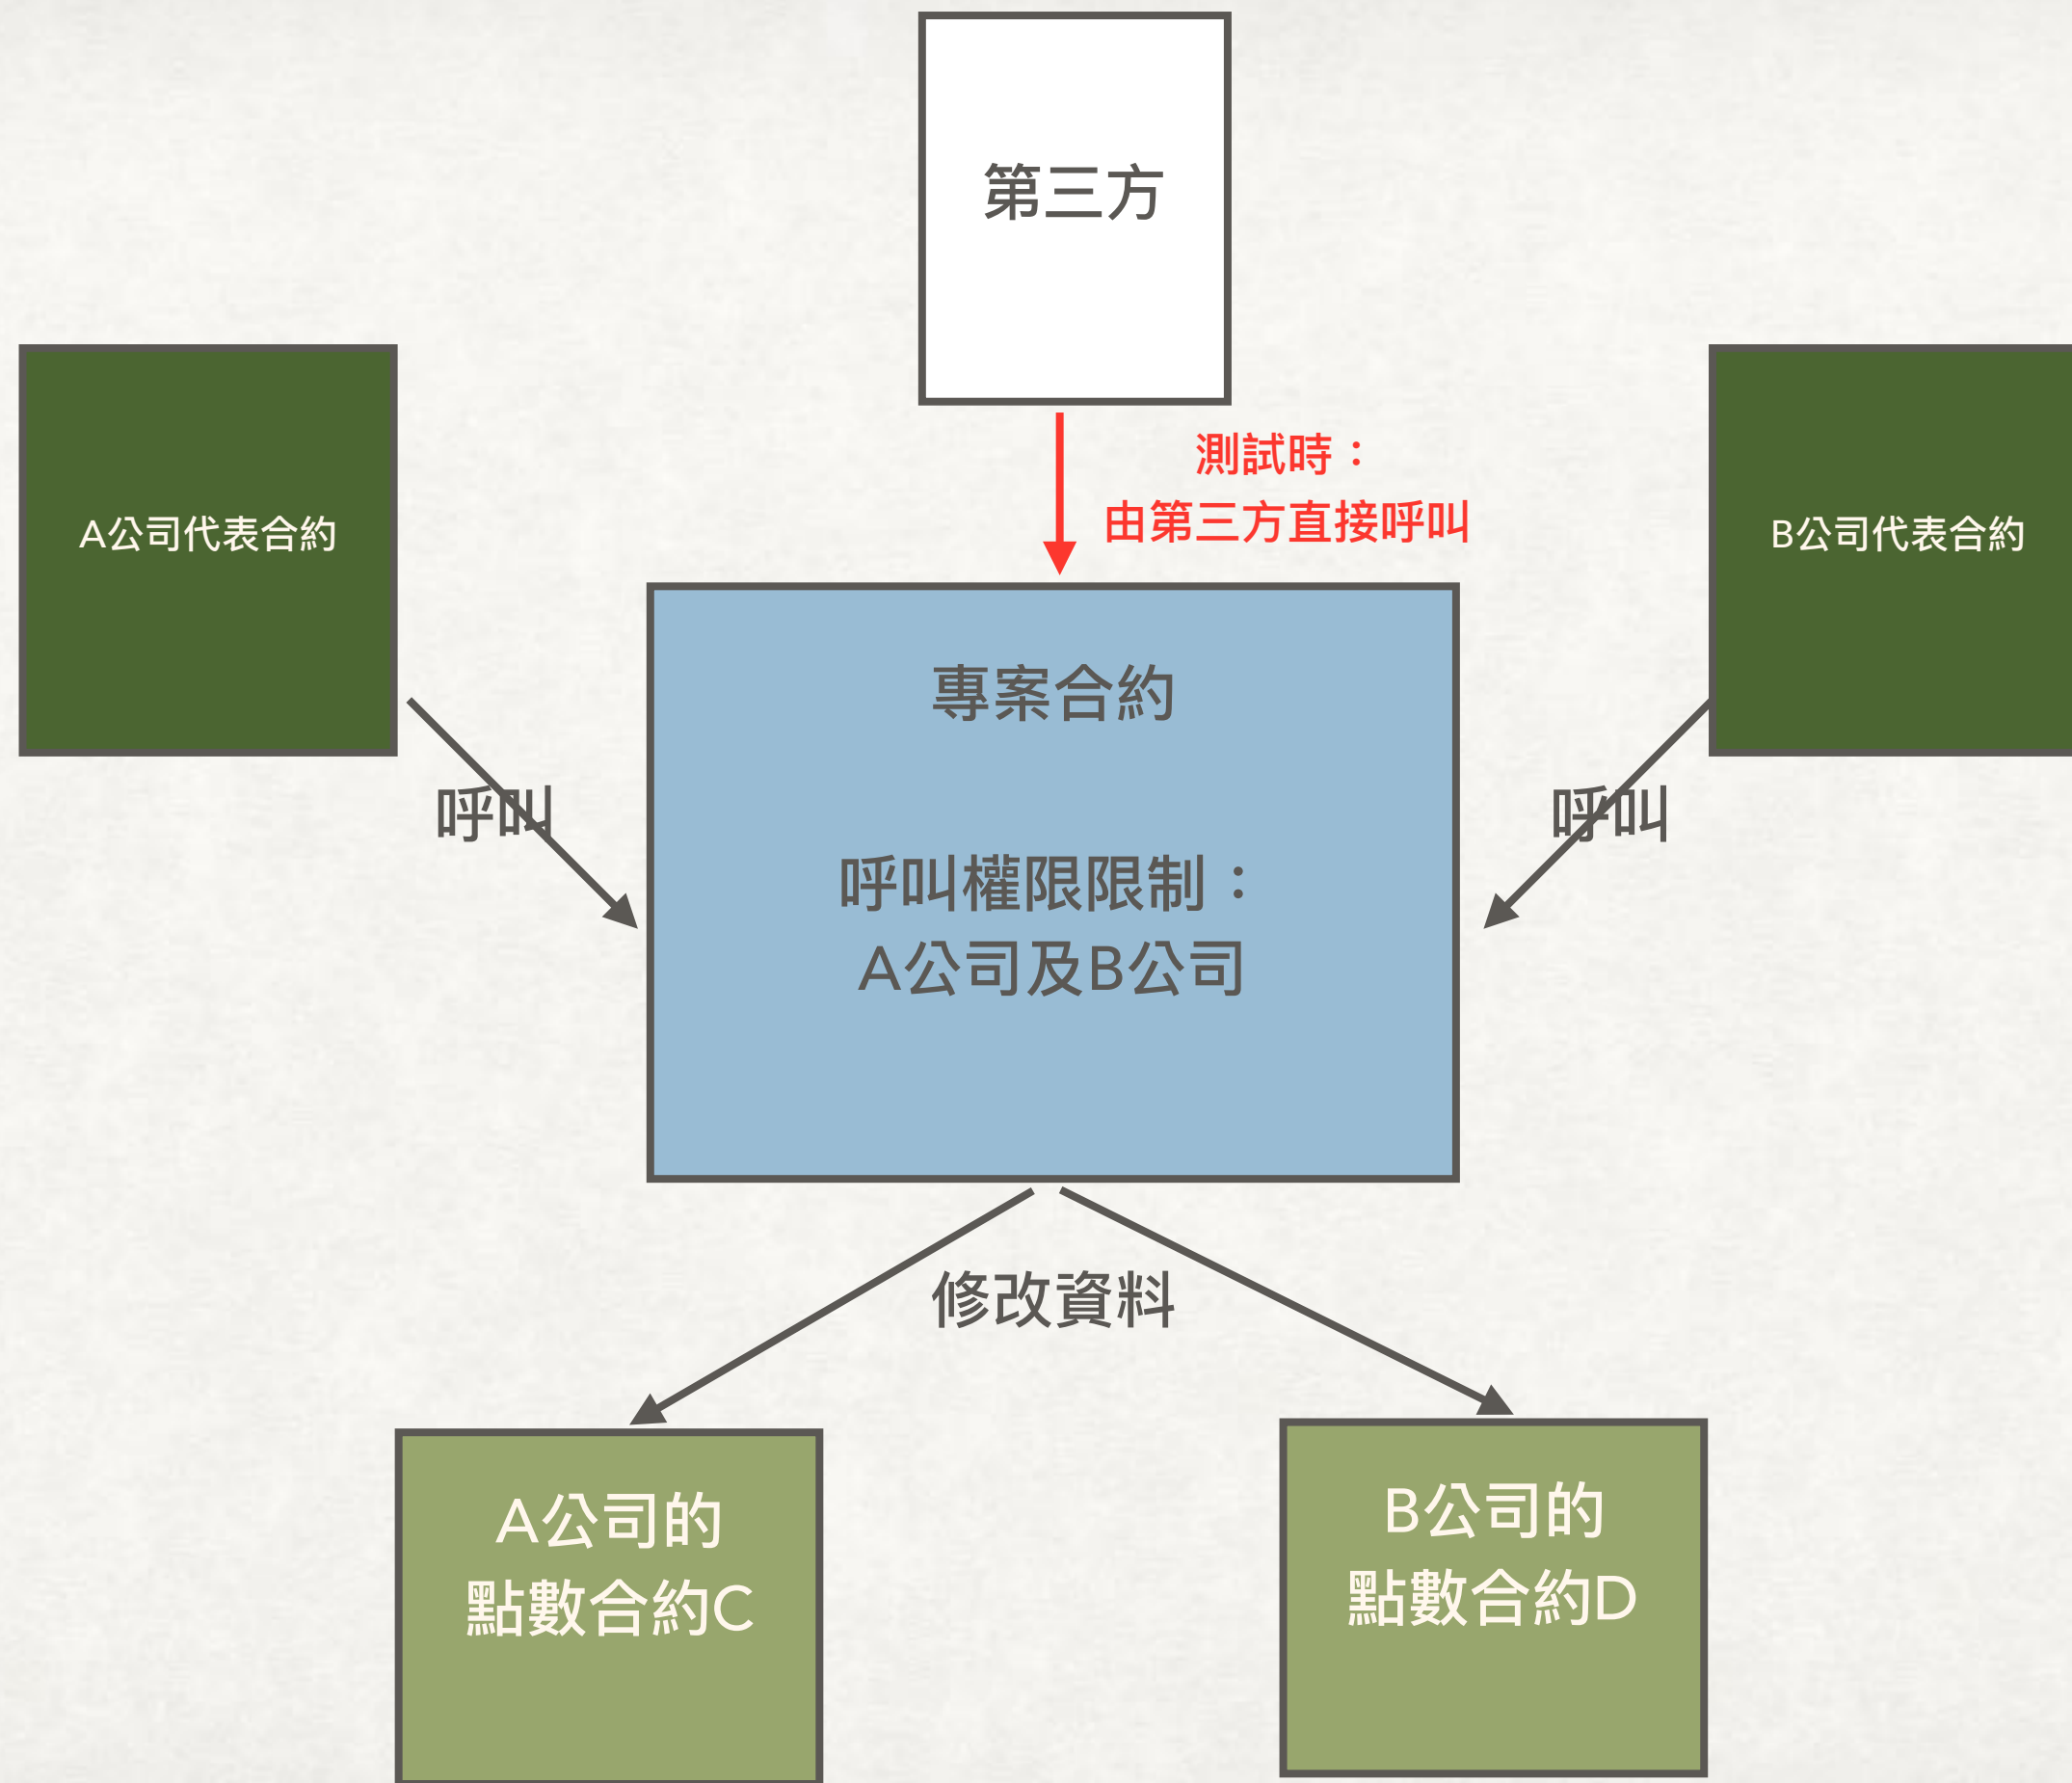 第三方
測試時：
由第三方直接呼叫
A公司代表合約
B公司代表合約
專案合約
呼叫權限限制：
A公司及B公司
呼叫
呼叫
修改資料
A公司的
點數合約C
B公司的
點數合約D